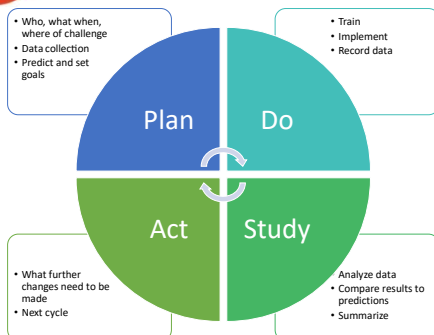 • Who, what when,
where of challenge
• Data collection
• Predict and set
goals
• Train
• Implement
• Record data
Plan
Do
Act
Study
• What further
changes need to be
made
• Next cycle
Analyze data
• Compare results to
predictions
• Summarize